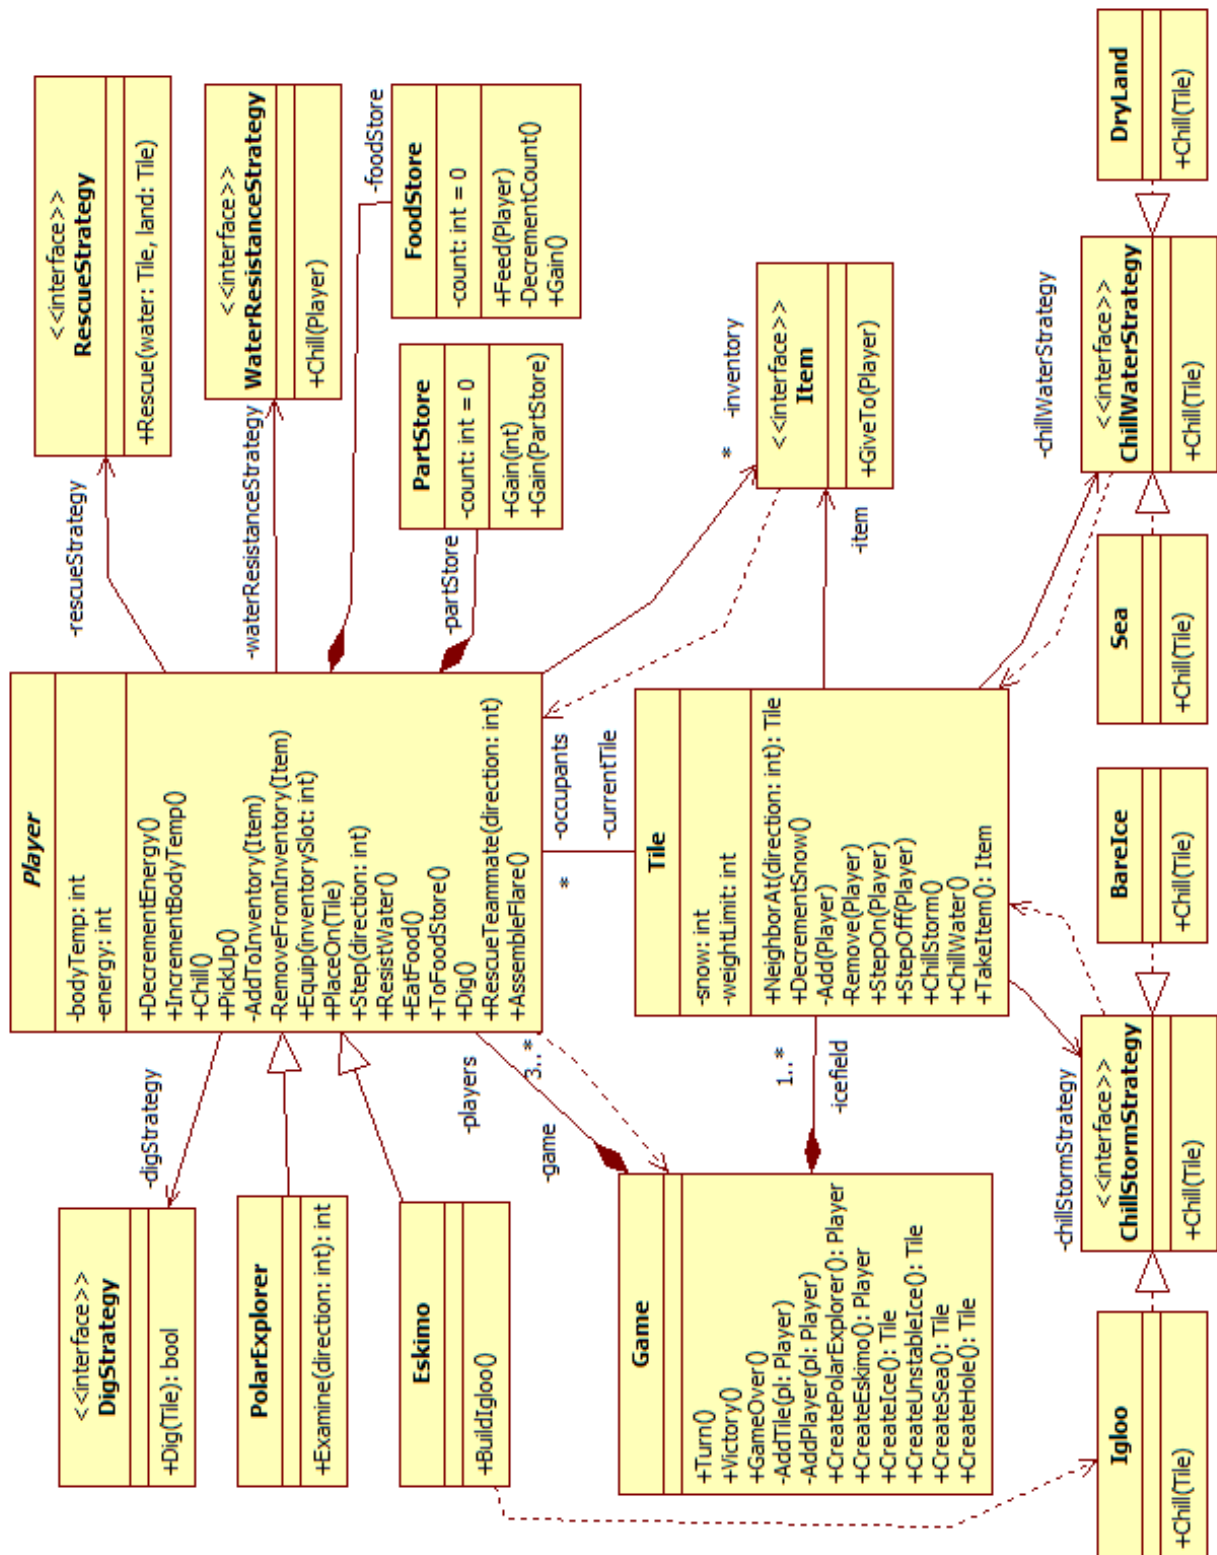 <<interface>>
DigStrategy
+Dig(Tile): bool
-digStrategy
PolarExplorer
+Examine(direction: int): int
Eskimo
+BuildIgloo()
Player
-bodyTemp: int
-energy: int
+DecrementEnergy()
+IncrementBodyTemp()
+Chill()
+PickUp()
-AddToInventory(Item)
-RemoveFromInventory(Item)
+Equip(inventorySlot: int)
+PlaceOn(Tile)
+Step(direction: int)
+ResistWater()
+EatFood()
+ToFoodStore()
+Dig()
+RescueTeammate(direction: int)
+AssembleFlare()
-rescueStrategy
<<interface>>
RescueStrategy
+Rescue(water: Tile, land: Tile)
-waterResistanceStrategy
<<interface>>
WaterResistanceStrategy
+Chill(Player)
-foodStore
FoodStore
-count: int = 0
+Feed(Player)
-DecrementCount()
+Gain()
-partStore
PartStore
-count: int = 0
+Gain(int)
+Gain(PartStore)
-players
3..*
-game
*
-occupants
-currentTile
*
-inventory
Game
+Turn()
+Victory()
+GameOver()
-AddTile(pl: Player)
-AddPlayer(pl: Player)
+CreatePolarExplorer(): Player
+CreateEskimo(): Player
+CreateIce(): Tile
+CreateUnstableIce(): Tile
+CreateSea(): Tile
+CreateHole(): Tile
1..*
-icefield
Tile
-snow: int
-weightLimit: int
+NeighborAt(direction: int): Tile
+DecrementSnow()
-Add(Player)
-Remove(Player)
+StepOn(Player)
+StepOff(Player)
+ChillStorm()
+ChillWater()
+TakeItem(): Item
-item
<<interface>>
Item
+GiveTo(Player)
-chillStormStrategy
-chillWaterStrategy
Igloo
+Chill(Tile)
<<interface>>
ChillStormStrategy
+Chill(Tile)
BareIce
+Chill(Tile)
Sea
+Chill(Tile)
<<interface>>
ChillWaterStrategy
+Chill(Tile)
DryLand
+Chill(Tile)